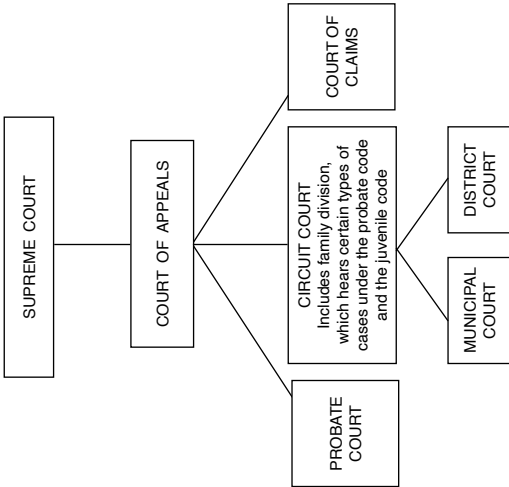 SUPREME COURT
COURT OF APPEALS
PROBATE
COURT
CIRCUIT COURT
Includes family division,
which hears certain types of
cases under the probate code
and the juvenile code
COURT OF
CLAIMS
MUNICIPAL
COURT
DISTRICT
COURT